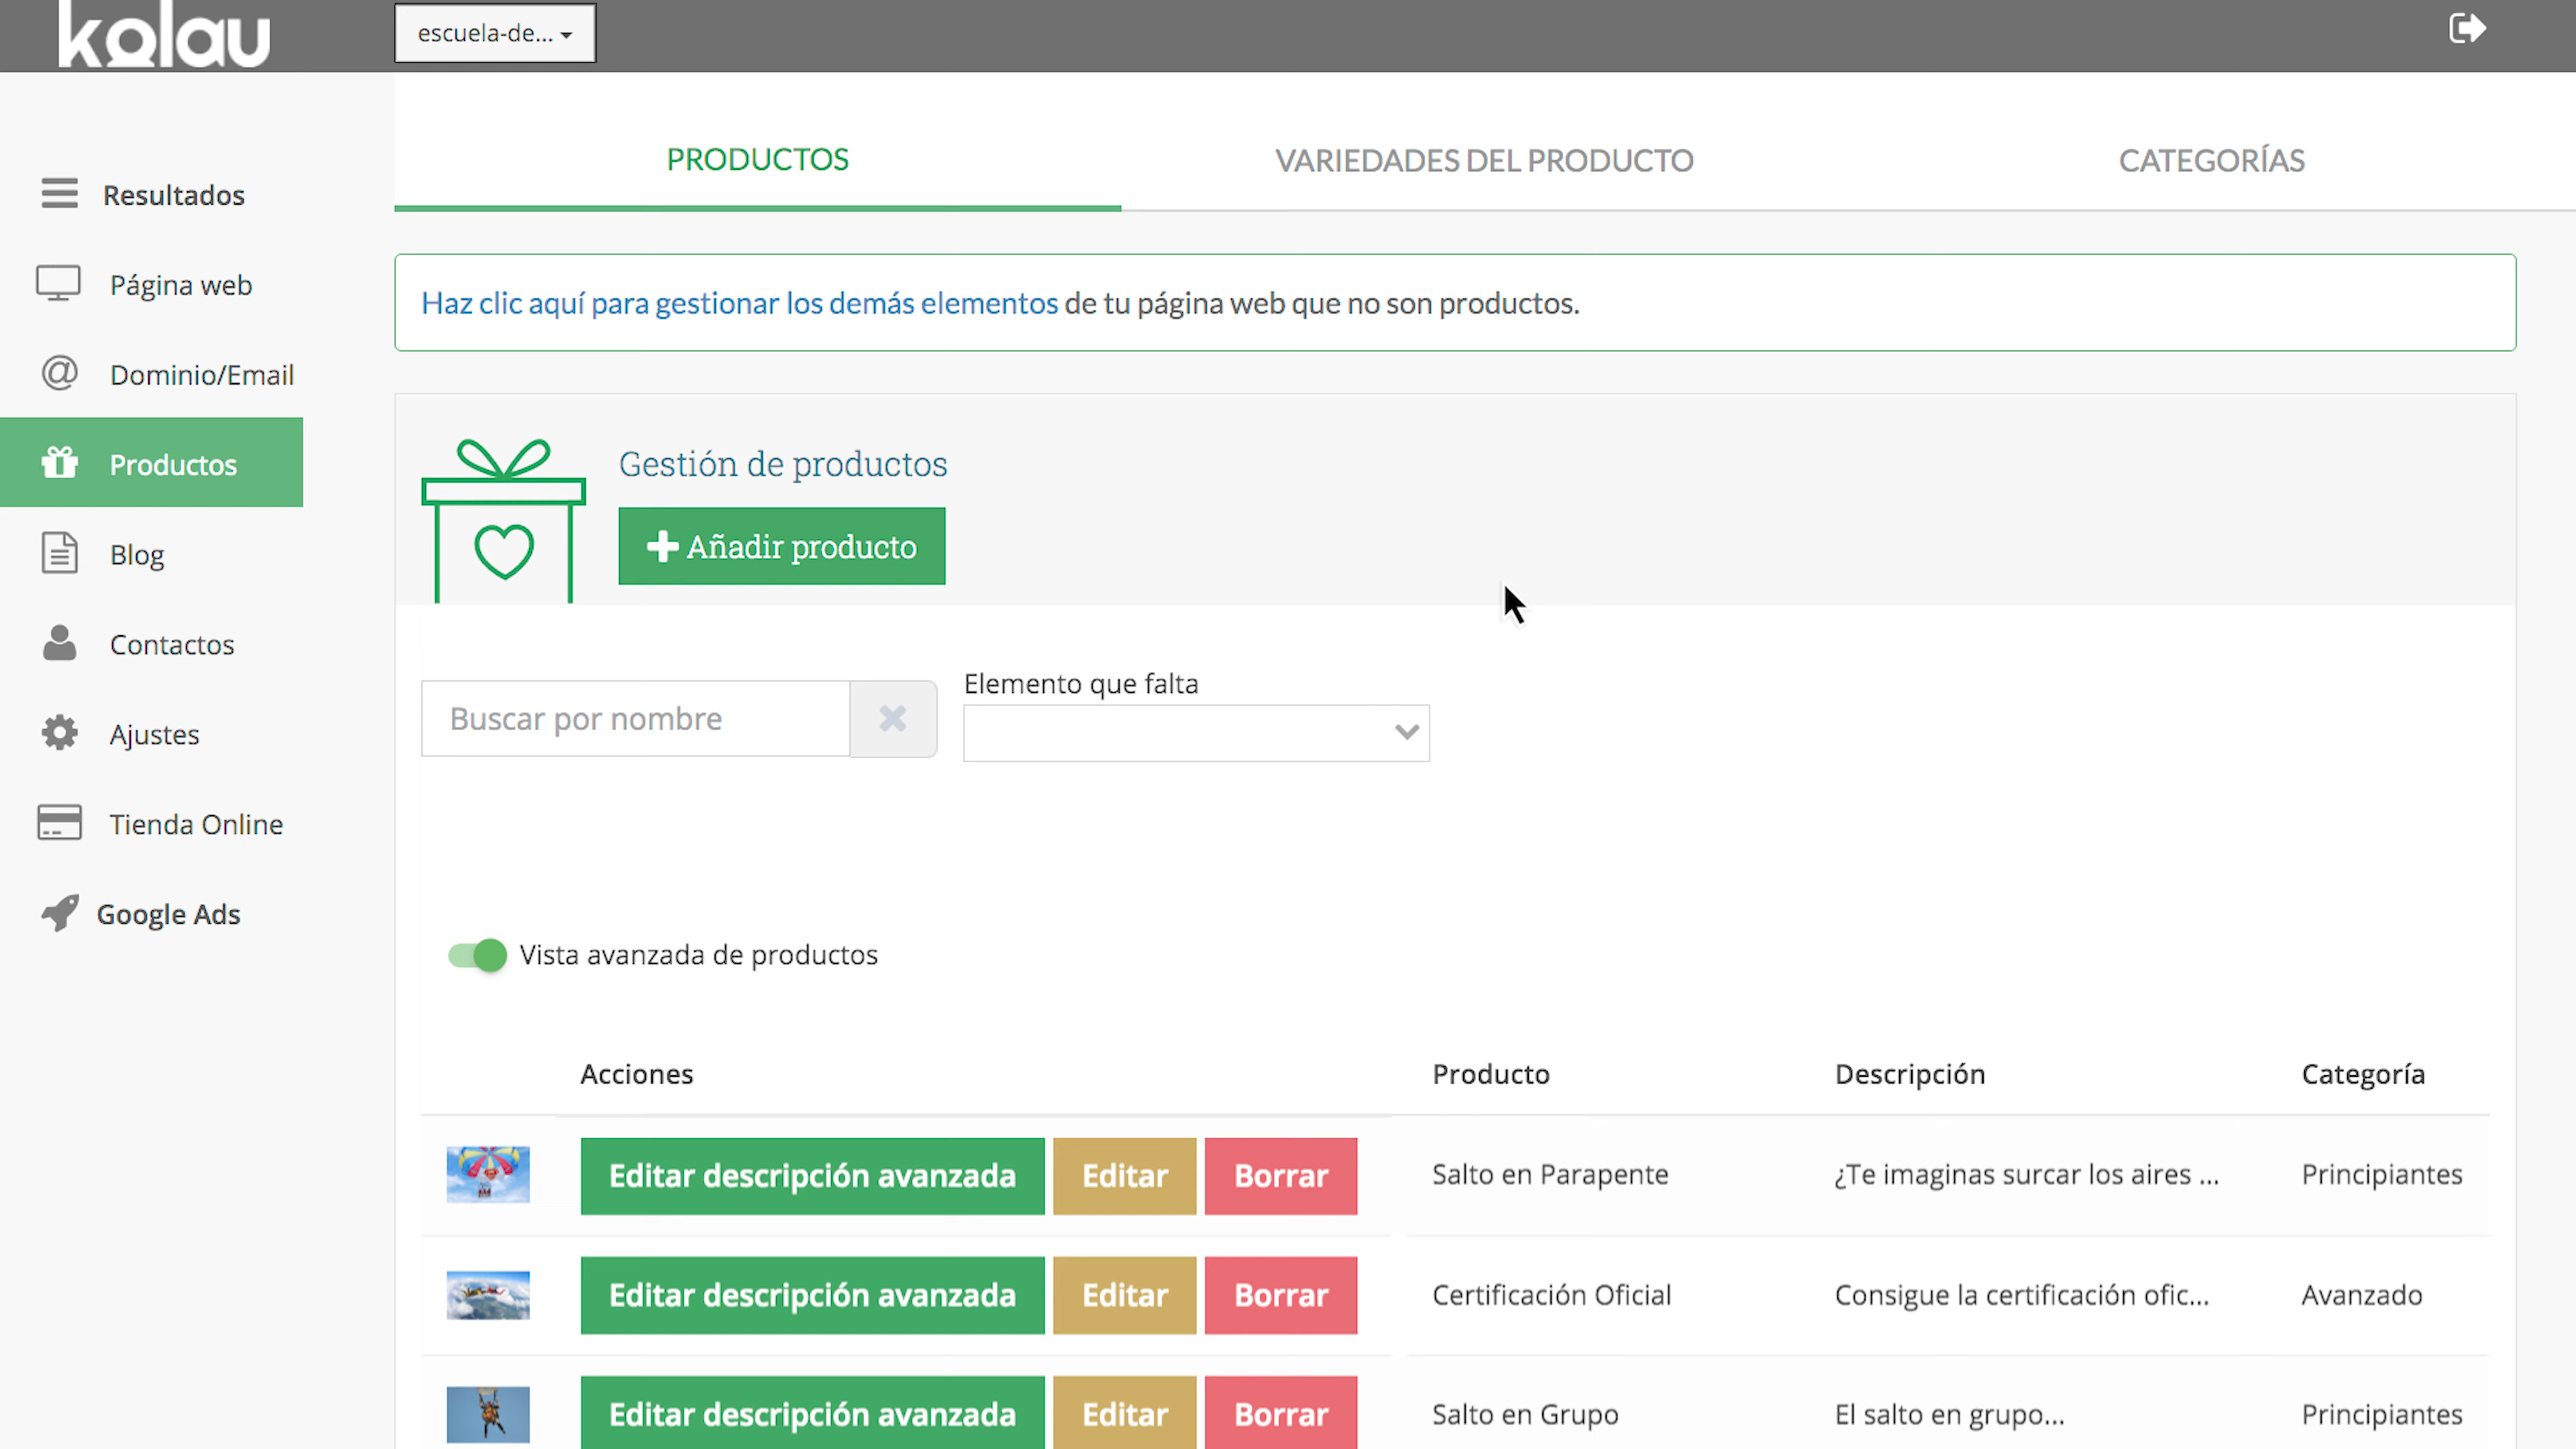 kolau
escuela-de...
Resultados
Página web
Dominio/Email
Productos
Blog
Contactos
Ajustes
Tienda Online
Google Ads
PRODUCTOS
VARIEDADES DEL PRODUCTO
CATEGORÍAS
Haz clic aquí para gestionar los demás elementos de tu página web que no son productos.
Gestión de productos
Añadir producto
Buscar por nombre
Elemento que falta
Vista avanzada de productos
Acciones Producto Descripción Categoría
Editar descripción avanzada Editar Borrar Salto en Parapente ¿Te imaginas surcar los aires ... Principiantes
Editar descripción avanzada Editar Borrar Certificación Oficial Consigue la certificación ofic... Avanzado
Editar descripción avanzada Editar Borrar Salto en Grupo El salto en grupo... Principiantes